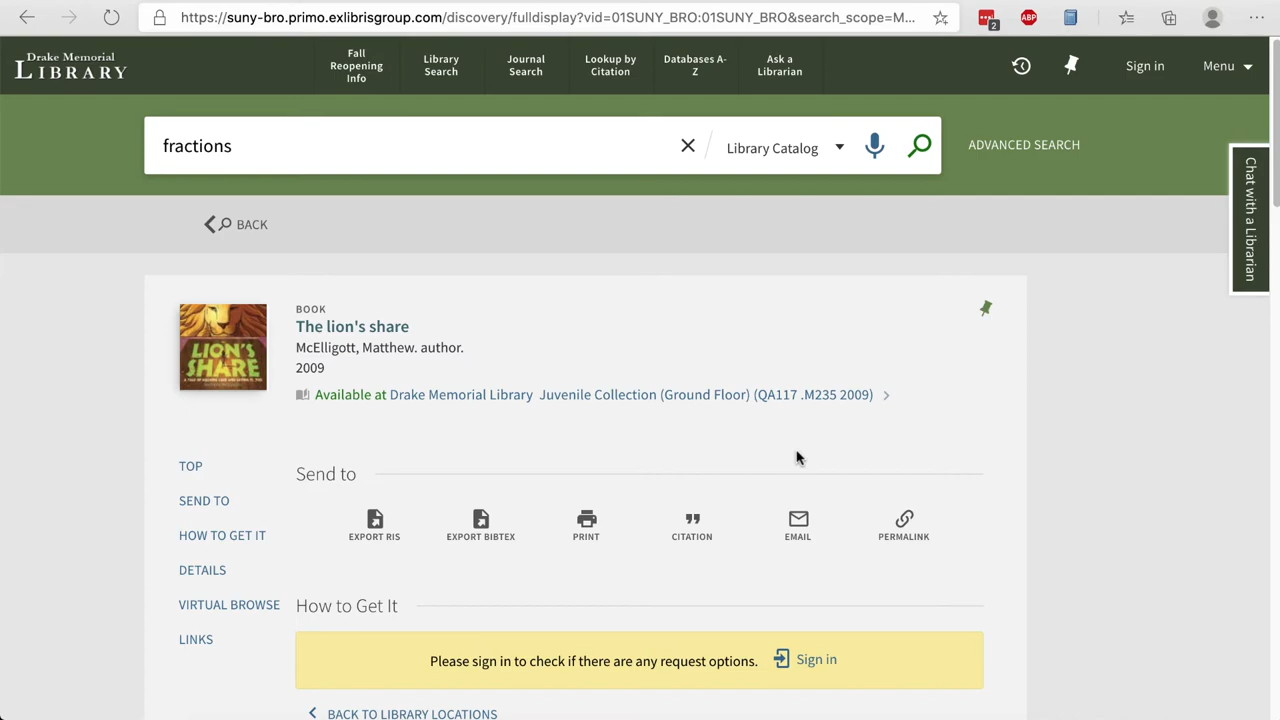 https://suny-bro.primo.exlibrisgroup.com/discovery/fulldisplay?vid=01SUNY_BRO:01SUNY_BRO&search_scope=M...
2
ABP
Drake Memorial
LIBRARY
Fall
Reopening
Info
Library
Search
Journal
Search
Lookup by
Citation
Databases A-
Z
Ask a
Librarian
Sign in
Menu
fractions
Library Catalog
ADVANCED SEARCH
Chat with a Librarian
BACK
LION'S
SHARE
BOOK
The lion's share
McElligott, Matthew. author.
2009
Available at Drake Memorial Library Juvenile Collection (Ground Floor) (QA117 .M235 2009)
TOP
SEND TO
HOW TO GET IT
DETAILS
VIRTUAL BROWSE
LINKS
Send to
EXPORT RIS
EXPORT BIBTEX
PRINT
CITATION
EMAIL
PERMALINK
How to Get It
Please sign in to check if there are any request options. Sign in
BACK TO LIBRARY LOCATIONS